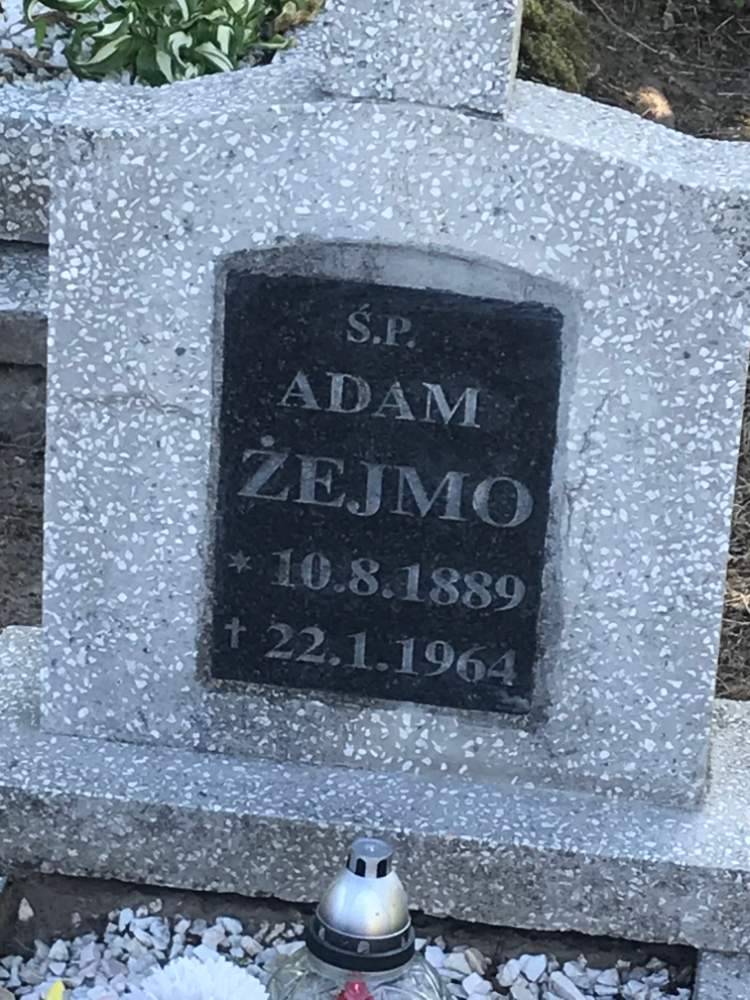 Ś.P.
ADAM
ŻEJMO
* 10.8.1889
† 22.1.1964